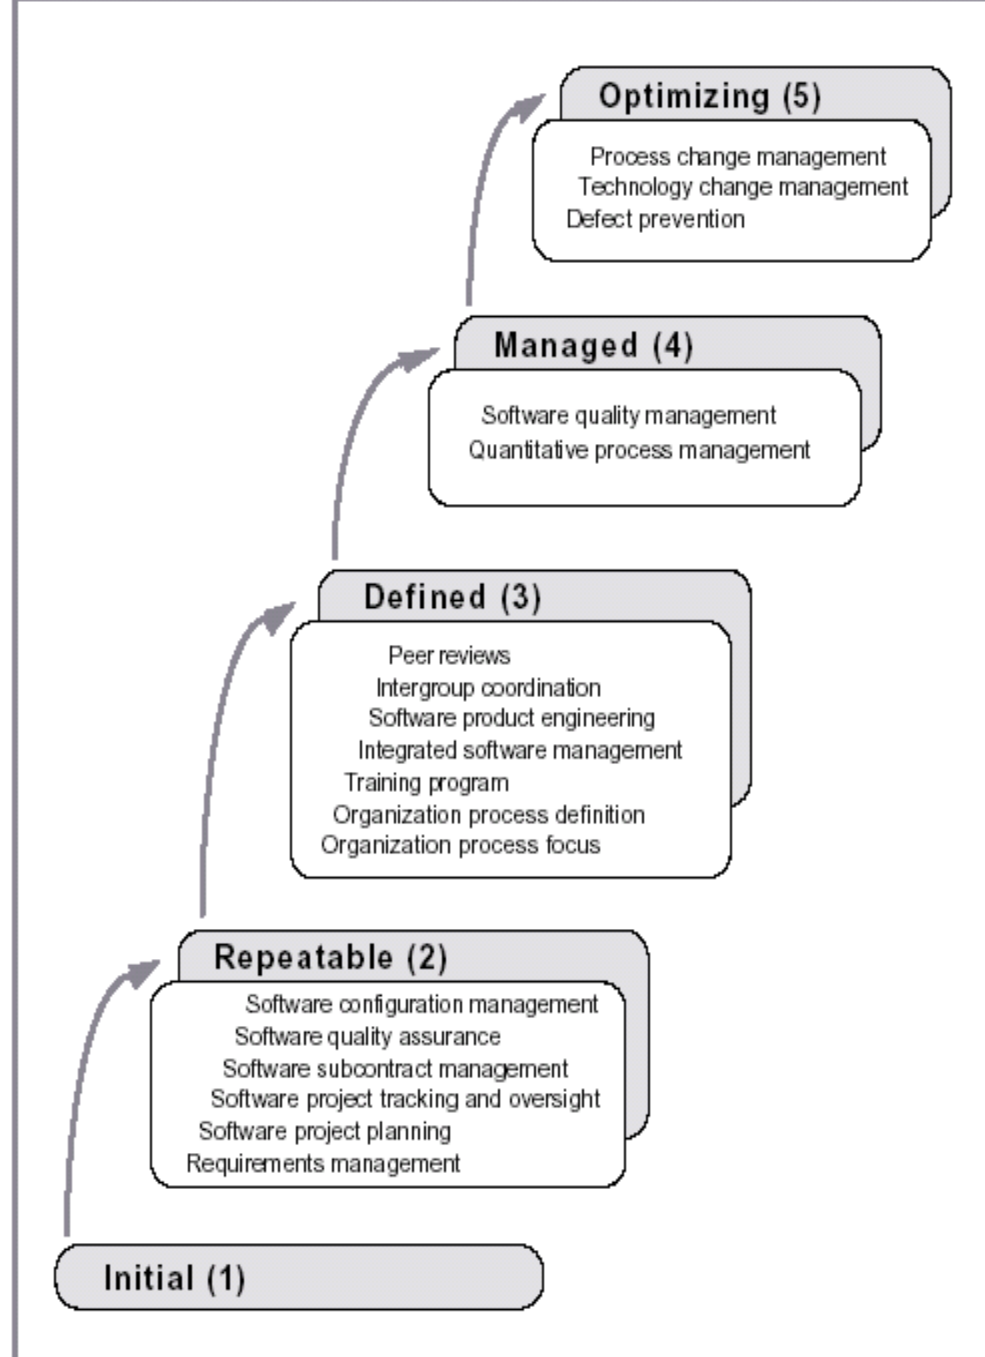 Optimizing (5)
Process change management
Technology change management
Defect prevention
Managed (4)
Software quality management
Quantitative process management
Defined (3)
Peer reviews
Intergroup coordination
Software product engineering
Integrated software management
Training program
Organization process definition
Organization process focus
Repeatable (2)
Software configuration management
Software quality assurance
Software subcontract management
Software project tracking and oversight
Software project planning
Requirements management
Initial (1)